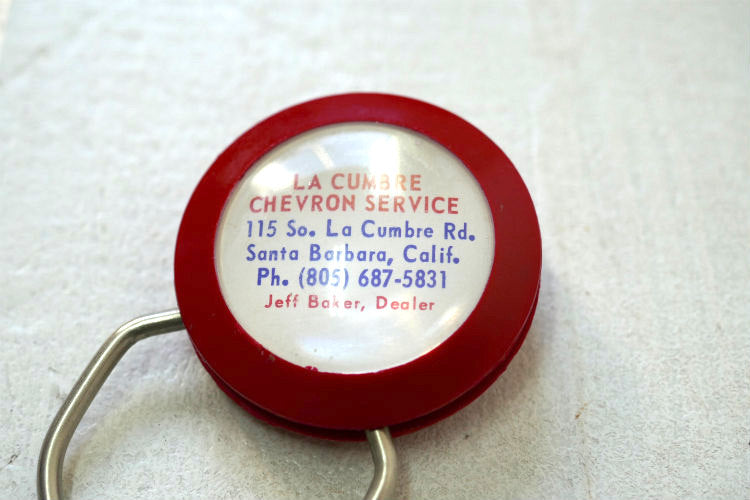 LA CUMBRE
CHEVRON SERVICE
115 So. La Cumbre Rd.
Santa Barbara, Calif.
Ph. (805) 687-5831
Jeff Baker, Dealer